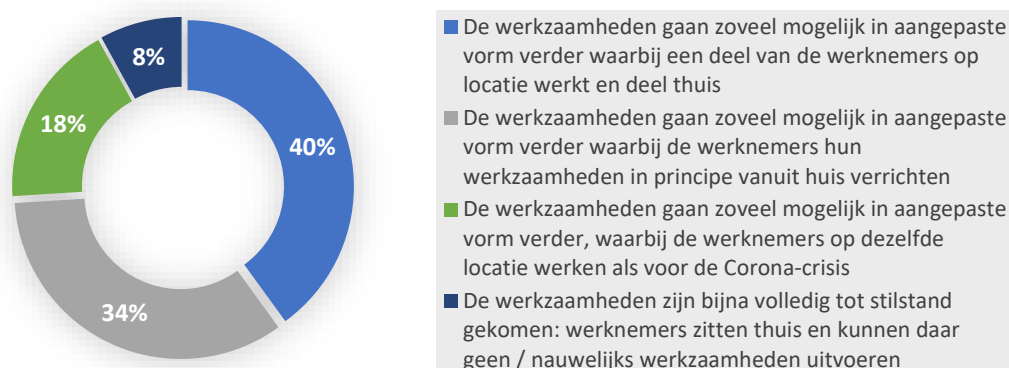 8%
18%
40%
34%
De werkzaamheden gaan zoveel mogelijk in aangepaste
vorm verder waarbij een deel van de werknemers op
locatie werkt en deel thuis
De werkzaamheden gaan zoveel mogelijk in aangepaste
vorm verder waarbij de werknemers hun
werkzaamheden in principe vanuit huis verrichten
De werkzaamheden gaan zoveel mogelijk in aangepaste
vorm verder, waarbij de werknemers op dezelfde
locatie werken als voor de Corona-crisis
De werkzaamheden zijn bijna volledig tot stilstand
gekomen: werknemers zitten thuis en kunnen daar
geen / nauwelijks werkzaamheden uitvoeren